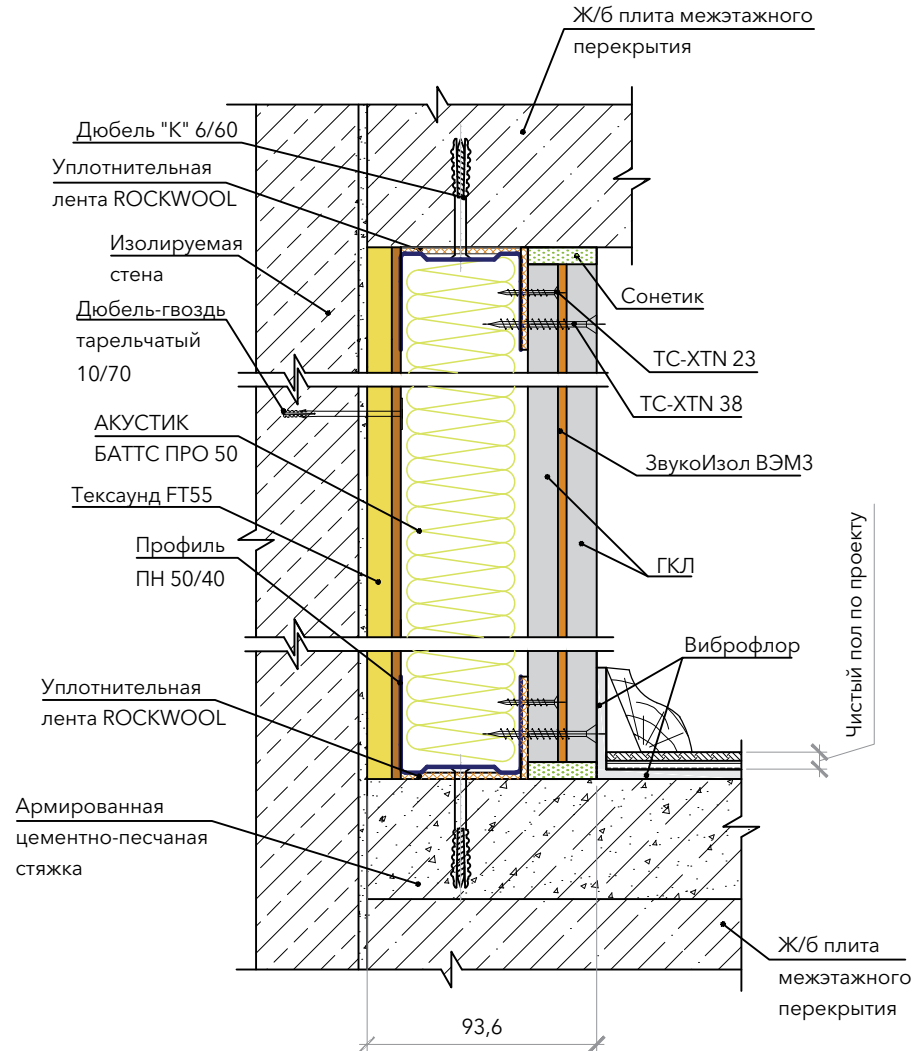 Ж/б плита межэтажного
перекрытия
Дюбель "К" 6/60
Уплотнительная
лента ROCKWOOL
Изолируемая
стена
Дюбель-гвоздь
тарельчатый
10/70
АКУСТИК
БАТТС ПРО 50
Тексаунд FT55
Профиль
ПН 50/40
Уплотнительная
лента ROCKWOOL
Армированная
цементно-песчаная
стяжка
Сонетик
TC-XTN 23
TC-XTN 38
ЗвукоИзол ВЭМЗ
ГКЛ
Виброфлор
Чистый пол по проекту
Ж/б плита
межэтажного
перекрытия
93,6